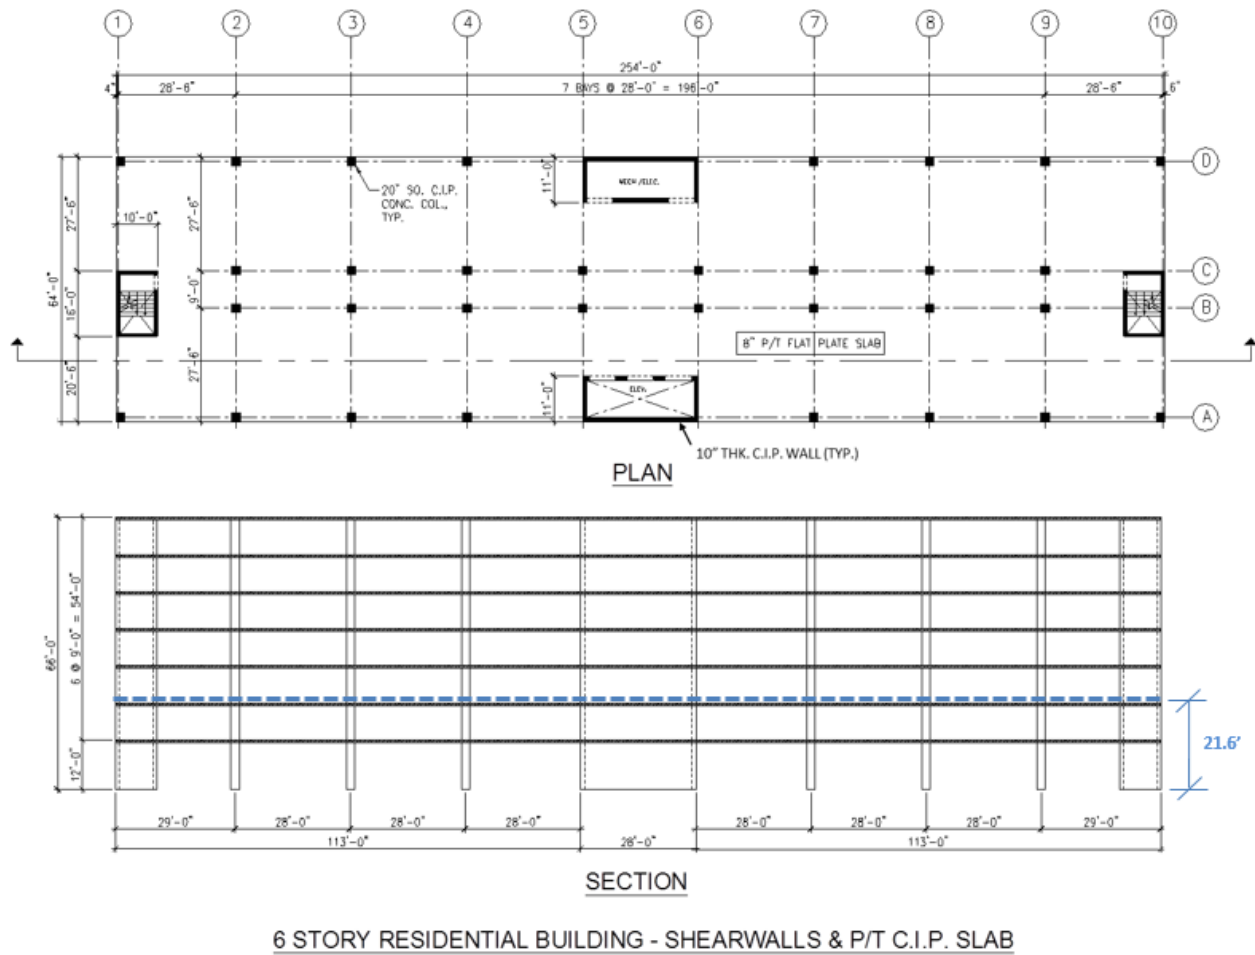 1 2 3 4 5 6 7 8 9 10
254'-0"
4" 28'-6" 7 BAYS @ 28'-0" = 196'-0" 28'-6" 6"
D
11'-0"
MECH./ELEC.
20" SQ. C.I.P.
CONC. COL.,
TYP.
27'-6" 27'-6"
10'-0"
C
64'-0" 16'-0" 9'-0"
B
8" P/T FLAT PLATE SLAB
20'-6" 27'-6"
11'-0"
ELEV.
A
10" THK. C.I.P. WALL (TYP.)
PLAN
66'-0" 6 @ 9'-0" = 54'-0"
21.6'
12'-0"
29'-0" 28'-0" 28'-0" 28'-0" 28'-0" 28'-0" 28'-0" 29'-0"
113'-0" 28'-0" 113'-0"
SECTION
6 STORY RESIDENTIAL BUILDING - SHEARWALLS & P/T C.I.P. SLAB